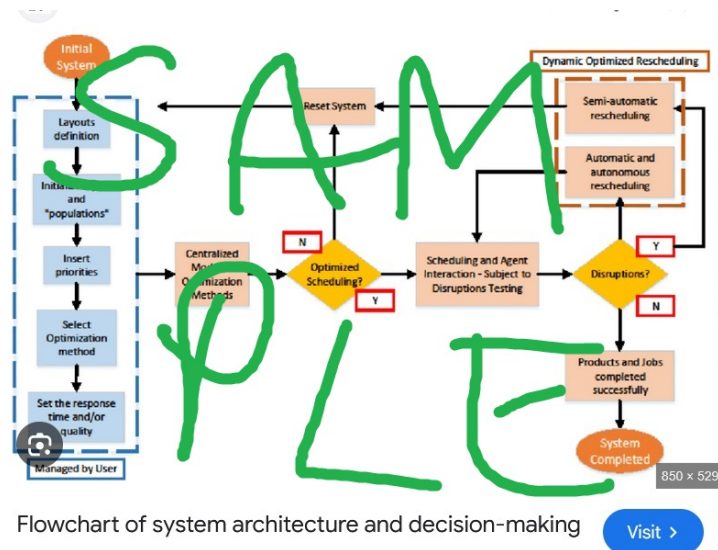 Initial
System
Dynamic Optimized Rescheduling
Layouts
definition
Reset System
Semi-automatic
rescheduling
and
"populations"
Automatic and
autonomous
rescheduling
Insert
priorities
Centralized
Optimization
Methods
N
Optimized
Scheduling?
Y
Scheduling and Agent
Interaction - Subject to
Disruptions Testing
Disruptions?
Y
N
Select
Optimization
method
Set the response
time and/or
quality
Managed by User
Products and Jobs
completed
successfully
System
Completed
SAM
PLE
850 × 529
Flowchart of system architecture and decision-making
Visit >